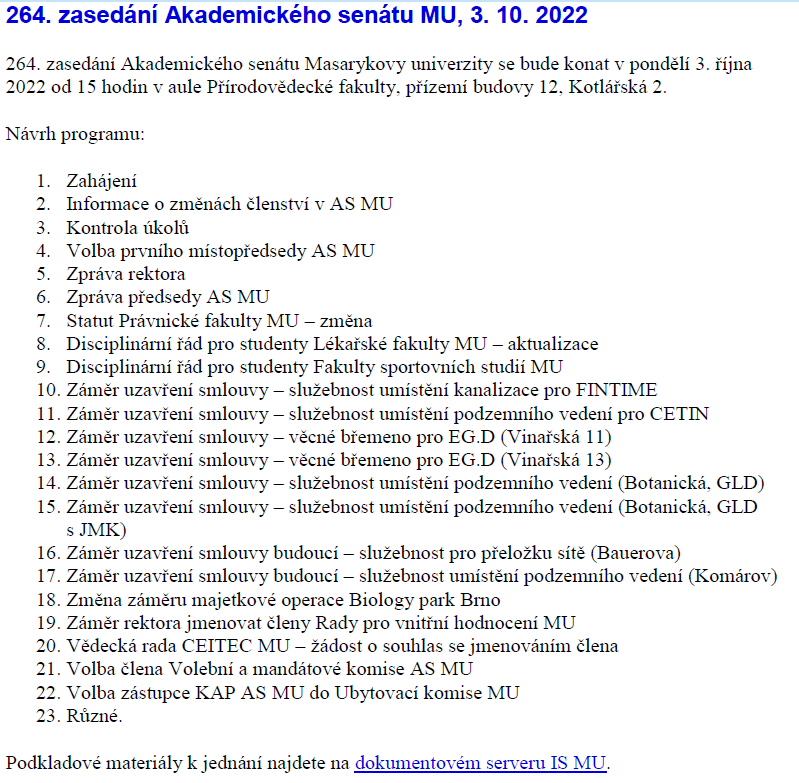 264. zasedání Akademického senátu MU, 3. 10. 2022
264. zasedání Akademického senátu Masarykovy univerzity se bude konat v pondělí 3. října
2022 od 15 hodin v aule Přírodovědecké fakulty, přízemí budovy 12, Kotlářská 2.
Návrh programu:
1. Zahájení
2. Informace o změnách členství v AS MU
3. Kontrola úkolů
4. Volba prvního místopředsedy AS MU
5. Zpráva rektora
6. Zpráva předsedy AS MU
7. Statut Právnické fakulty MU – změna
8. Disciplinární řád pro studenty Lékařské fakulty MU – aktualizace
9. Disciplinární řád pro studenty Fakulty sportovních studií MU
10. Záměr uzavření smlouvy – služebnost umístění kanalizace pro FINTIME
11. Záměr uzavření smlouvy – služebnost umístění podzemního vedení pro CETIN
12. Záměr uzavření smlouvy – věcné břemeno pro EG.D (Vinařská 11)
13. Záměr uzavření smlouvy – věcné břemeno pro EG.D (Vinařská 13)
14. Záměr uzavření smlouvy – služebnost umístění podzemního vedení (Botanická, GLD)
15. Záměr uzavření smlouvy – služebnost umístění podzemního vedení (Botanická, GLD
s JMK)
16. Záměr uzavření smlouvy budoucí – služebnost pro přeložku sítě (Bauerova)
17. Záměr uzavření smlouvy budoucí – služebnost umístění podzemního vedení (Komárov)
18. Změna záměru majetkové operace Biology park Brno
19. Záměr rektora jmenovat členy Rady pro vnitřní hodnocení MU
20. Vědecká rada CEITEC MU – žádost o souhlas se jmenováním člena
21. Volba člena Volební a mandátové komise AS MU
22. Volba zástupce KAP AS MU do Ubytovací komise MU
23. Různé.
Podkladové materiály k jednání najdete na dokumentovém serveru IS MU.